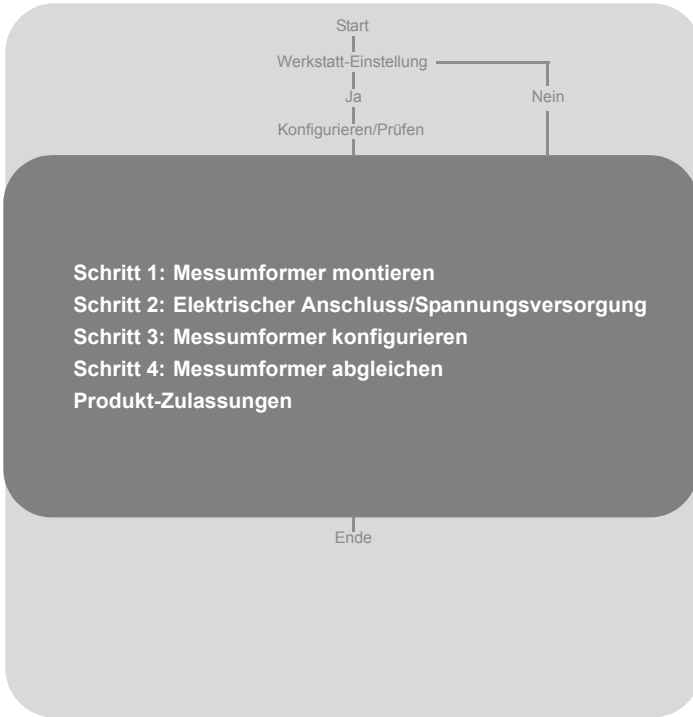 Start
Werkstatt-Einstellung
Ja
Nein
Konfigurieren/Prüfen
Schritt 1: Messumformer montieren
Schritt 2: Elektrischer Anschluss/Spannungsversorgung
Schritt 3: Messumformer konfigurieren
Schritt 4: Messumformer abgleichen
Produkt-Zulassungen
Ende